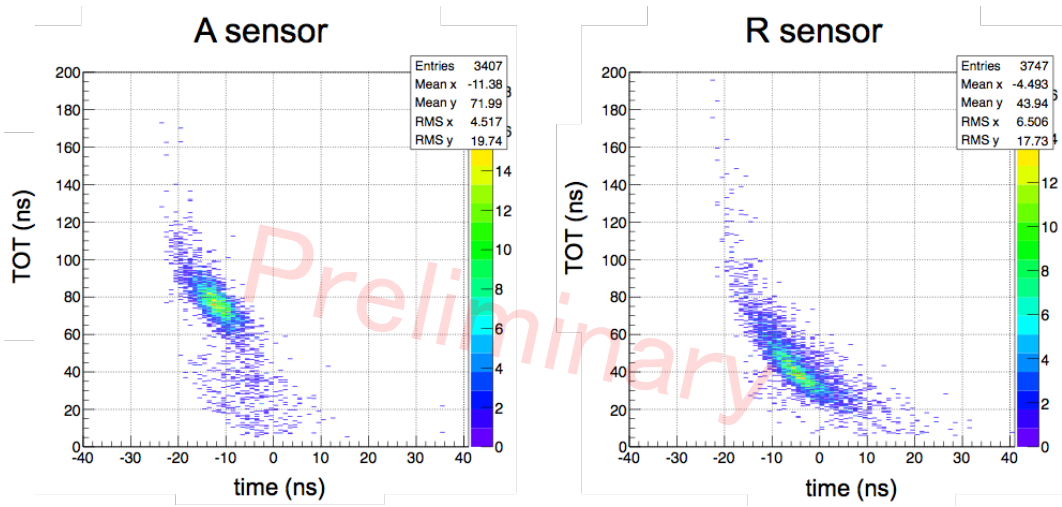 A sensor
Entries 3407
Mean x -11.38
Mean y 71.99
RMS x 4.517
RMS y 19.74
200
180
160
140
120
100
80
60
40
20
0
-40 -30 -20 -10 0 10 20 30 40
14
12
10
8
6
4
2
0
TOT (ns)
time (ns)
R sensor
Entries 3747
Mean x -4.493
Mean y 43.94
RMS x 6.506
RMS y 17.73
200
180
160
140
120
100
80
60
40
20
0
-40 -30 -20 -10 0 10 20 30 40
12
10
8
6
4
2
0
TOT (ns)
time (ns)
Preliminary